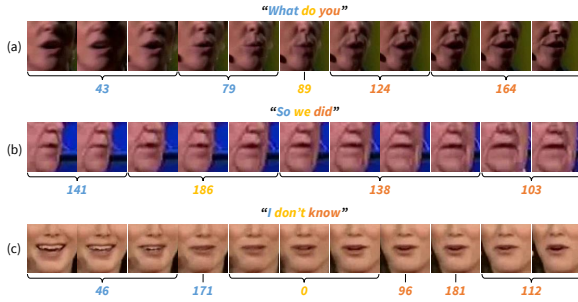 “What do you”
(a)
43 79 89 124 164
“So we did”
(b)
141 186 138 103
“I don’t know”
(c)
46 171 0 96 181 112